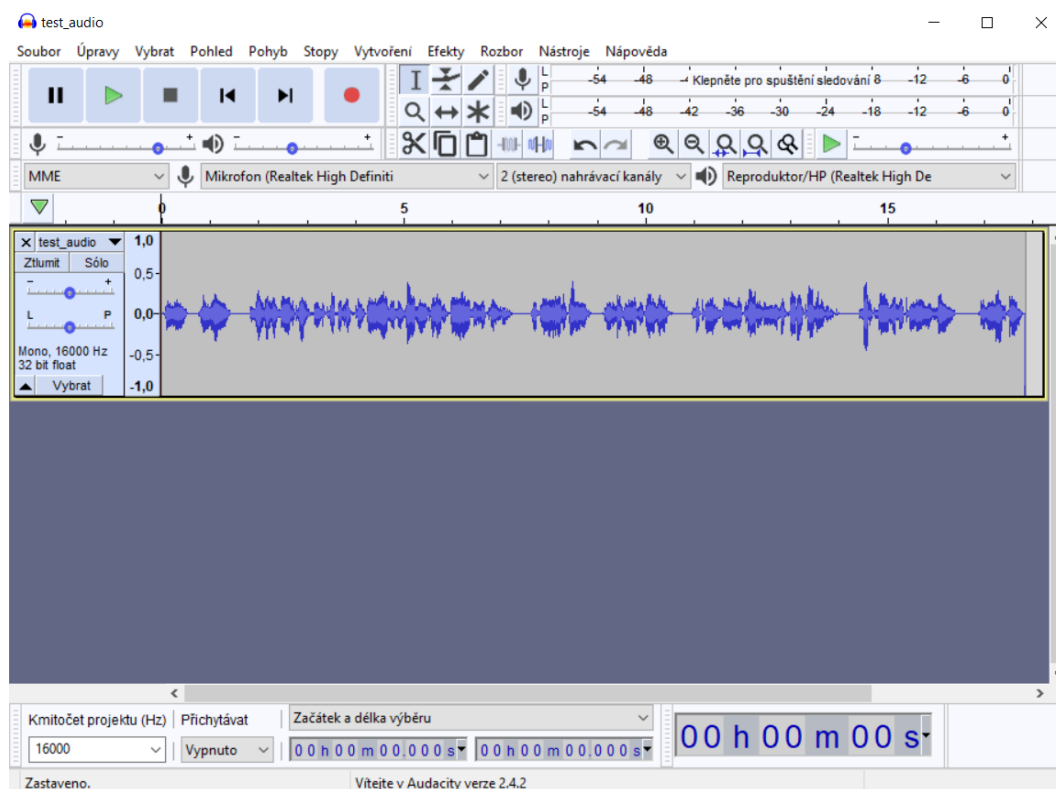 test_audio
Soubor Úpravy Vybrat Pohled Pohyb Stopy Vytvoření Efekty Rozbor Nástroje Nápověda
L P -54 -48 Klepněte pro spuštění sledování 8 -12 -6 0
L P -54 -48 -42 -36 -30 -24 -18 -12 -6 0
- + - + - +
MME Mikrofon (Realtek High Definiti 2 (stereo) nahrávací kanály Reproduktor/HP (Realtek High De
0 5 10 15
test_audio 1,0
Ztlumit Sólo
- + 0,5
L P 0,0
Mono, 16000 Hz -0,5
32 bit float
Vybrat -1,0
Kmitočet projektu (Hz) Přichytávat Začátek a délka výběru
16000 Vypnuto 00 h 00 m 00.000 s 00 h 00 m 00.000 s 00 h 00 m 00 s
Zastaveno. Vítejte v Audacity verze 2.4.2